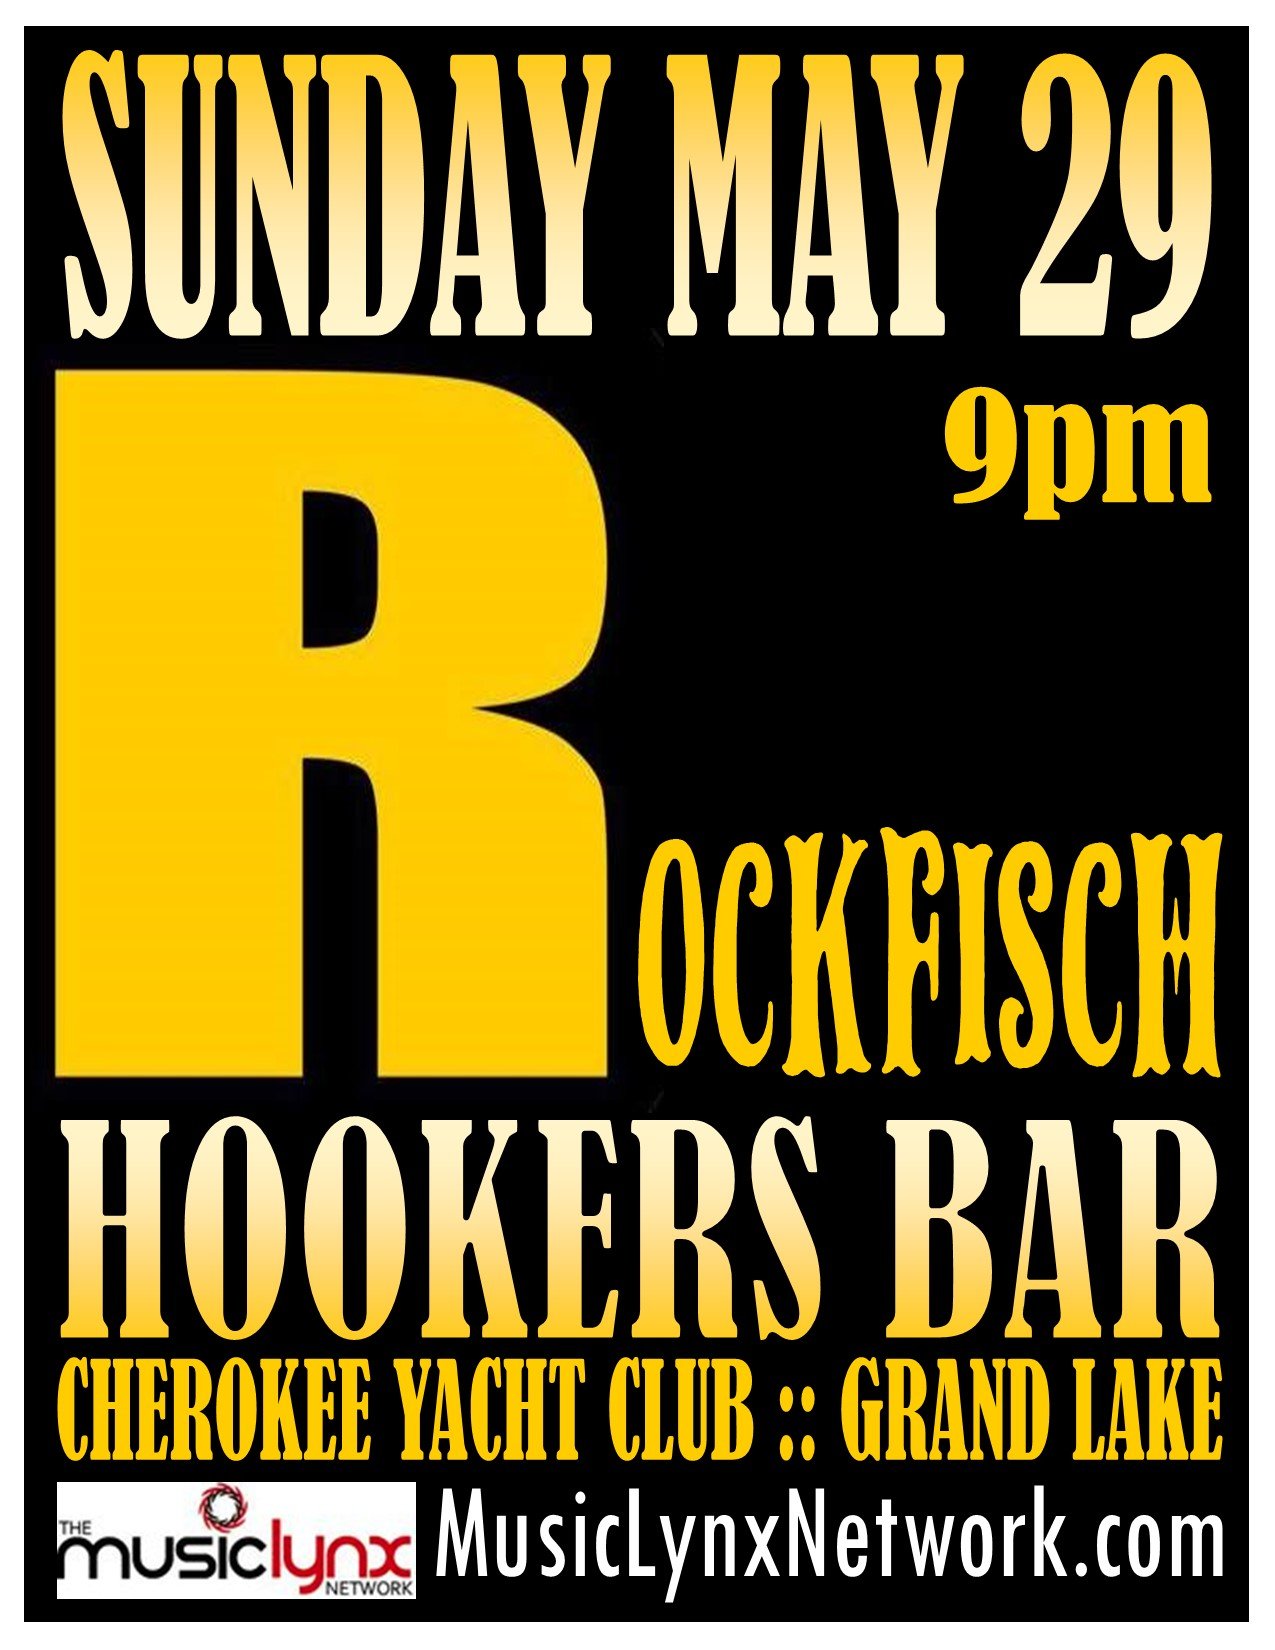 SUNDAY MAY 29
9pm
ROCKFISCH
HOOKERS BAR
CHEROKEE YACHT CLUB :: GRAND LAKE
THE
musiclynx
NETWORK
MusicLynxNetwork.com